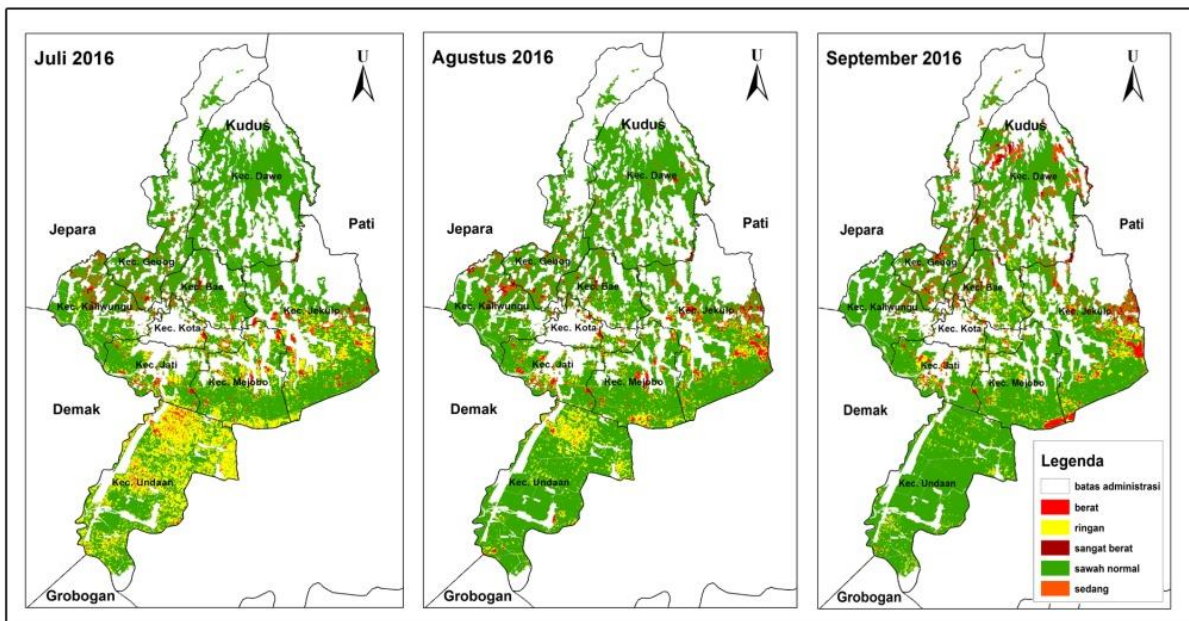 Juli 2016
U
Kudus
Kec. Dawe
Jepara
Pati
Kec. Gebog
Kec. Bae
Kec. Kaliwungu
Kec. Jekulo
Kec. Kota
Kec. Jati
Kec. Mejobo
Demak
Kec. Undaan
Grobogan
Agustus 2016
U
Kudus
Kec. Dawe
Jepara
Pati
Kec. Gebog
Kec. Bae
Kec. Kaliwungu
Kec. Jekulo
Kec. Kota
Kec. Jati
Kec. Mejobo
Demak
Kec. Undaan
Grobogan
September 2016
U
Kudus
Kec. Dawe
Jepara
Pati
Kec. Gebog
Kec. Bae
Kec. Kaliwungu
Kec. Jekulo
Kec. Kota
Kec. Jati
Kec. Mejobo
Demak
Kec. Undaan
Grobogan
Legenda
batas administrasi
berat
ringan
sangat berat
sawah normal
sedang